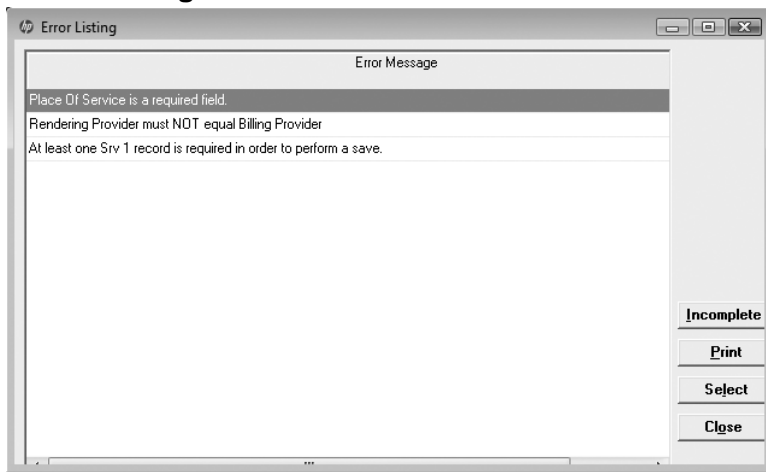 Error Listing
Error Message
Place Of Service is a required field.
Rendering Provider must NOT equal Billing Provider
At least one Srv 1 record is required in order to perform a save.
Incomplete
Print
Select
Close